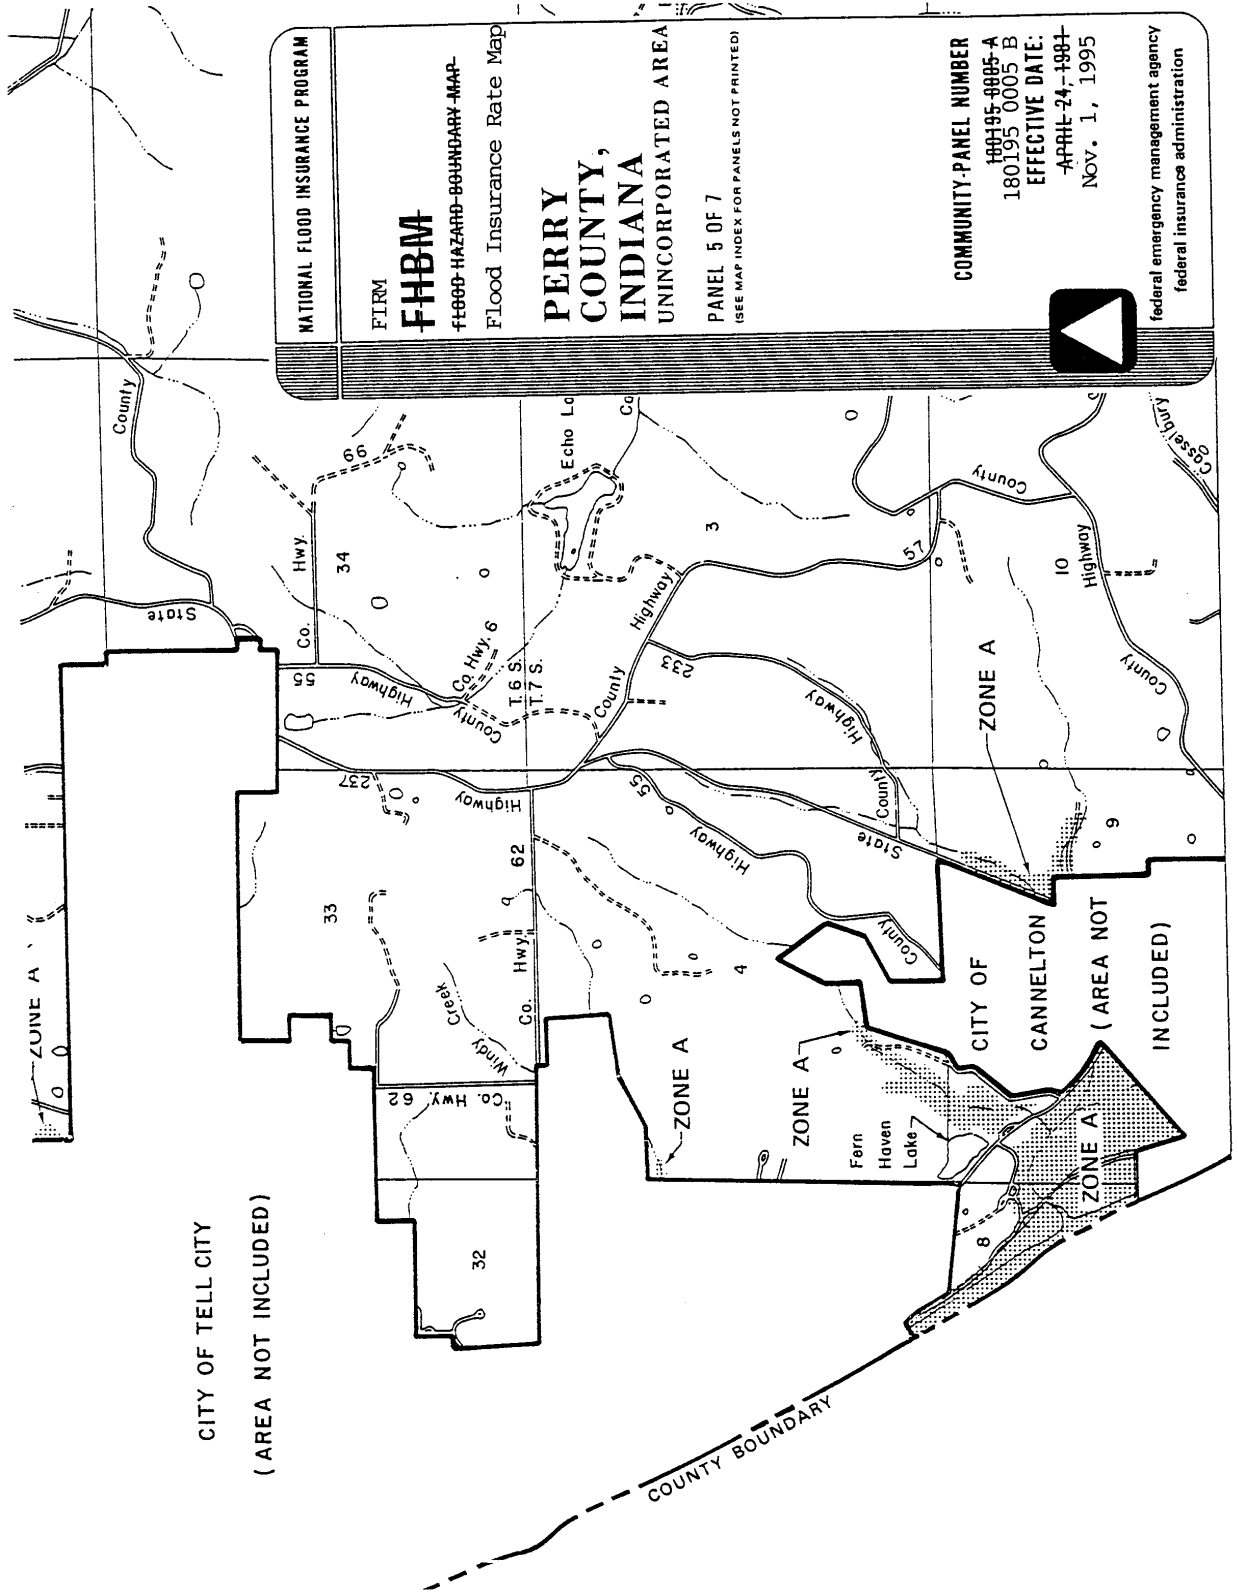 NATIONAL FLOOD INSURANCE PROGRAM
FIRM
FHBM
FLOOD HAZARD BOUNDARY MAP
Flood Insurance Rate Map
PERRY
COUNTY,
INDIANA
UNINCORPORATED AREA
PANEL 5 OF 7
(SEE MAP INDEX FOR PANELS NOT PRINTED)
COMMUNITY-PANEL NUMBER
180195 0005 A
180195 0005 B
EFFECTIVE DATE:
APRIL 24, 1981
Nov. 1, 1995
federal emergency management agency
federal insurance administration
County
State
Co. Hwy. 66
34
55
Highway
County
Co. Hwy. 6
T. 6 S.
T. 7 S.
Echo
Co
3
County Highway 57
County
10
County Highway
Casselbury
233
Highway
County
State
237
Highway
55
Highway
County
33
Co. Hwy. 62
Windy Creek
Co. Hwy. 62
32
4
9
8
ZONE A
ZONE A
ZONE A
ZONE A
ZONE A
Fern
Haven
Lake
CITY OF
CANNELTON
(AREA NOT
INCLUDED)
CITY OF TELL CITY
(AREA NOT INCLUDED)
COUNTY BOUNDARY